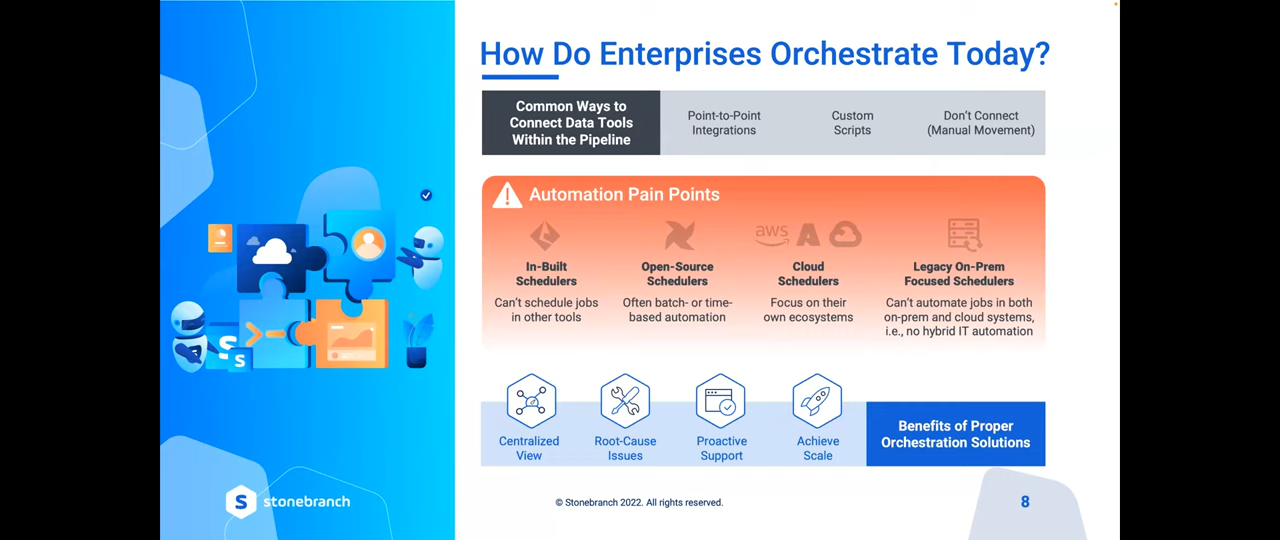 How Do Enterprises Orchestrate Today?
Common Ways to
Connect Data Tools
Within the Pipeline
Point-to-Point
Integrations
Custom
Scripts
Don't Connect
(Manual Movement)
Automation Pain Points
aws
In-Built
Schedulers
Can't schedule jobs
in other tools
Open-Source
Schedulers
Often batch- or time-
based automation
Cloud
Schedulers
Focus on their
own ecosystems
Legacy On-Prem
Focused Schedulers
Can't automate jobs in both
on-prem and cloud systems,
i.e., no hybrid IT automation
Centralized
View
Root-Cause
Issues
Proactive
Support
Achieve
Scale
Benefits of Proper
Orchestration Solutions
S
S
S stonebranch
© Stonebranch 2022. All rights reserved.
8